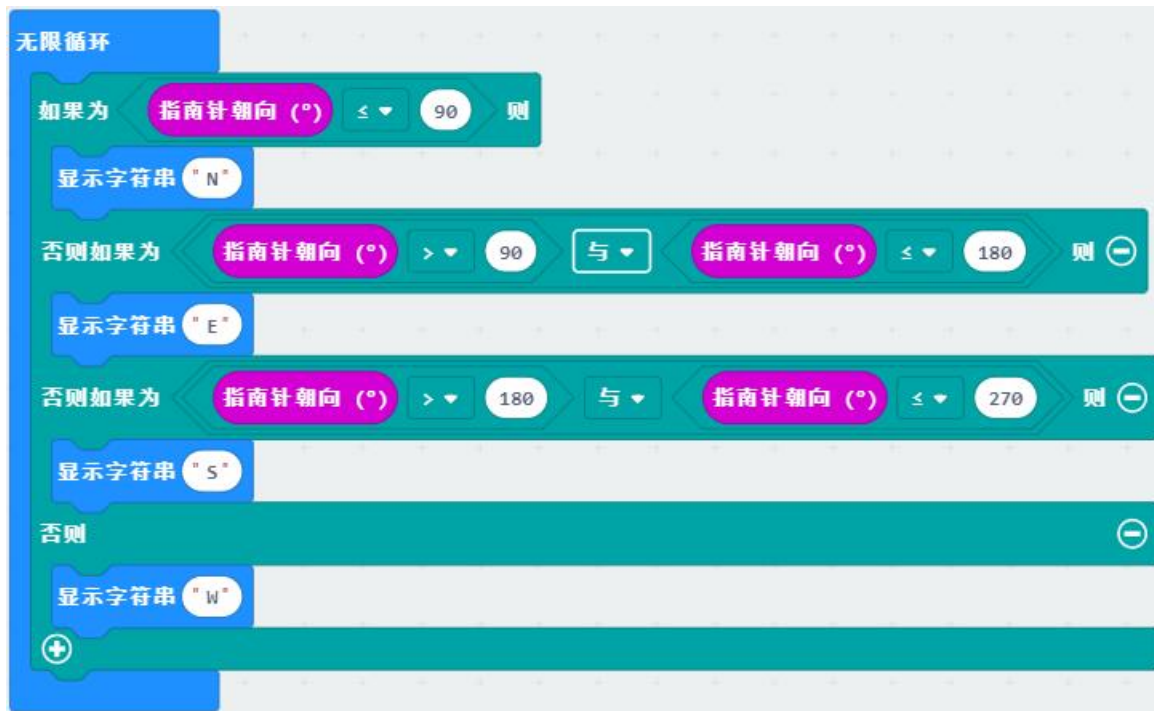 无限循环
如果为 指南针朝向 (°) ≤ 90 则
显示字符串 "N"
否则如果为 指南针朝向 (°) > 90 与 指南针朝向 (°) ≤ 180 则
显示字符串 "E"
否则如果为 指南针朝向 (°) > 180 与 指南针朝向 (°) ≤ 270 则
显示字符串 "S"
否则
显示字符串 "W"